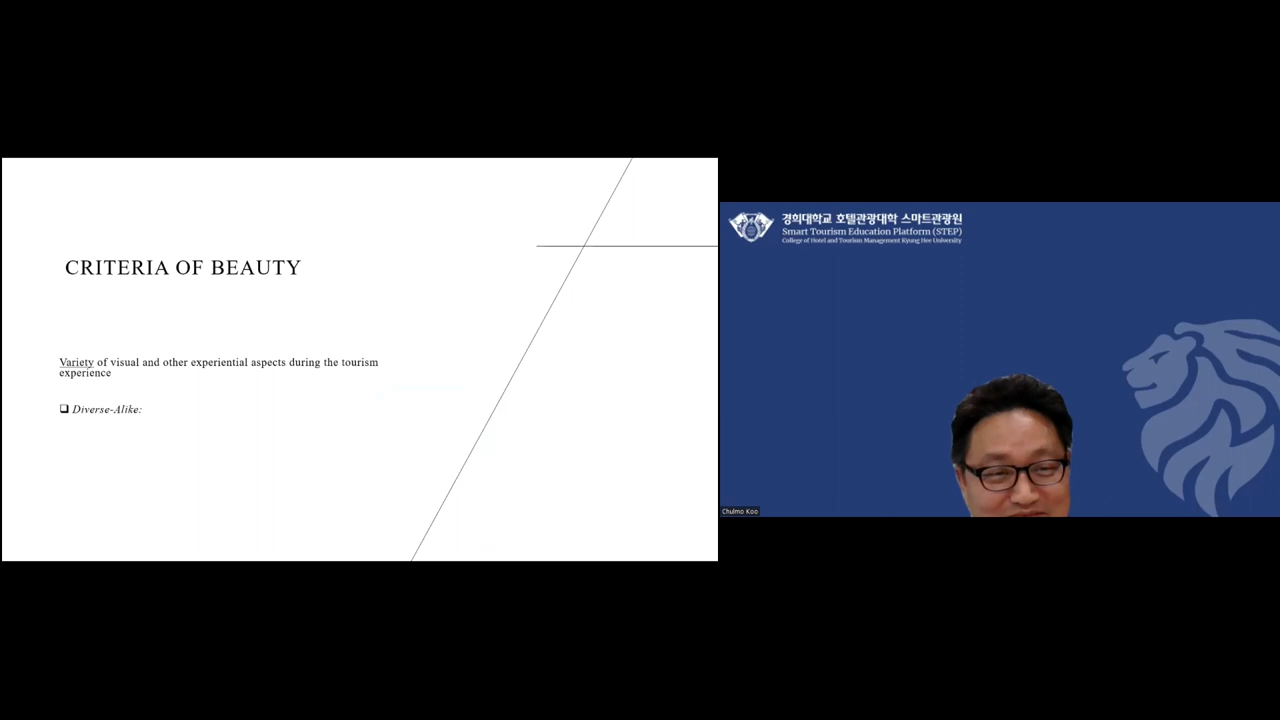 CRITERIA OF BEAUTY
Variety of visual and other experiential aspects during the tourism
experience
Diverse-Alike:
경희대학교 호텔관광대학 스마트관광원
Smart Tourism Education Platform (STEP)
College of Hotel and Tourism Management Kyung Hee University
Chulmo Koo